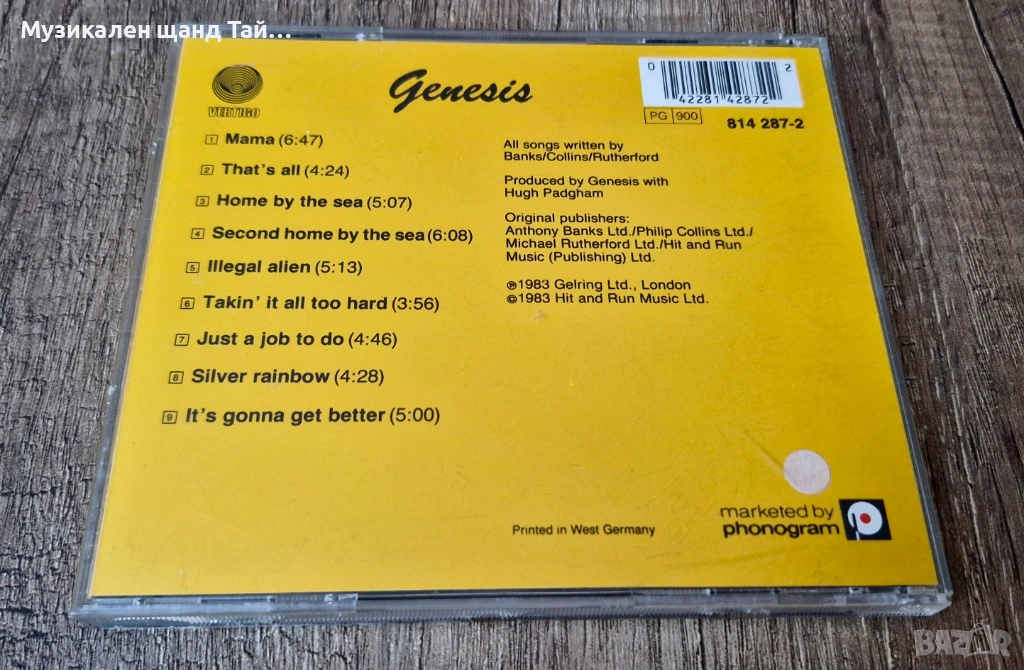 Музикален щанд Тай...
VERTIGO
Genesis
0 2
42281 42872
PG 900
814 287-2
1 Mama (6:47)
2 That's all (4:24)
3 Home by the sea (5:07)
4 Second home by the sea (6:08)
5 Illegal alien (5:13)
6 Takin' it all too hard (3:56)
7 Just a job to do (4:46)
8 Silver rainbow (4:28)
9 It's gonna get better (5:00)
All songs written by
Banks/Collins/Rutherford
Produced by Genesis with
Hugh Padgham
Original publishers:
Anthony Banks Ltd./Philip Collins Ltd./
Michael Rutherford Ltd./Hit and Run
Music (Publishing) Ltd.
℗1983 Gelring Ltd., London
©1983 Hit and Run Music Ltd.
Printed in West Germany
marketed by
phonogram
BAZAR